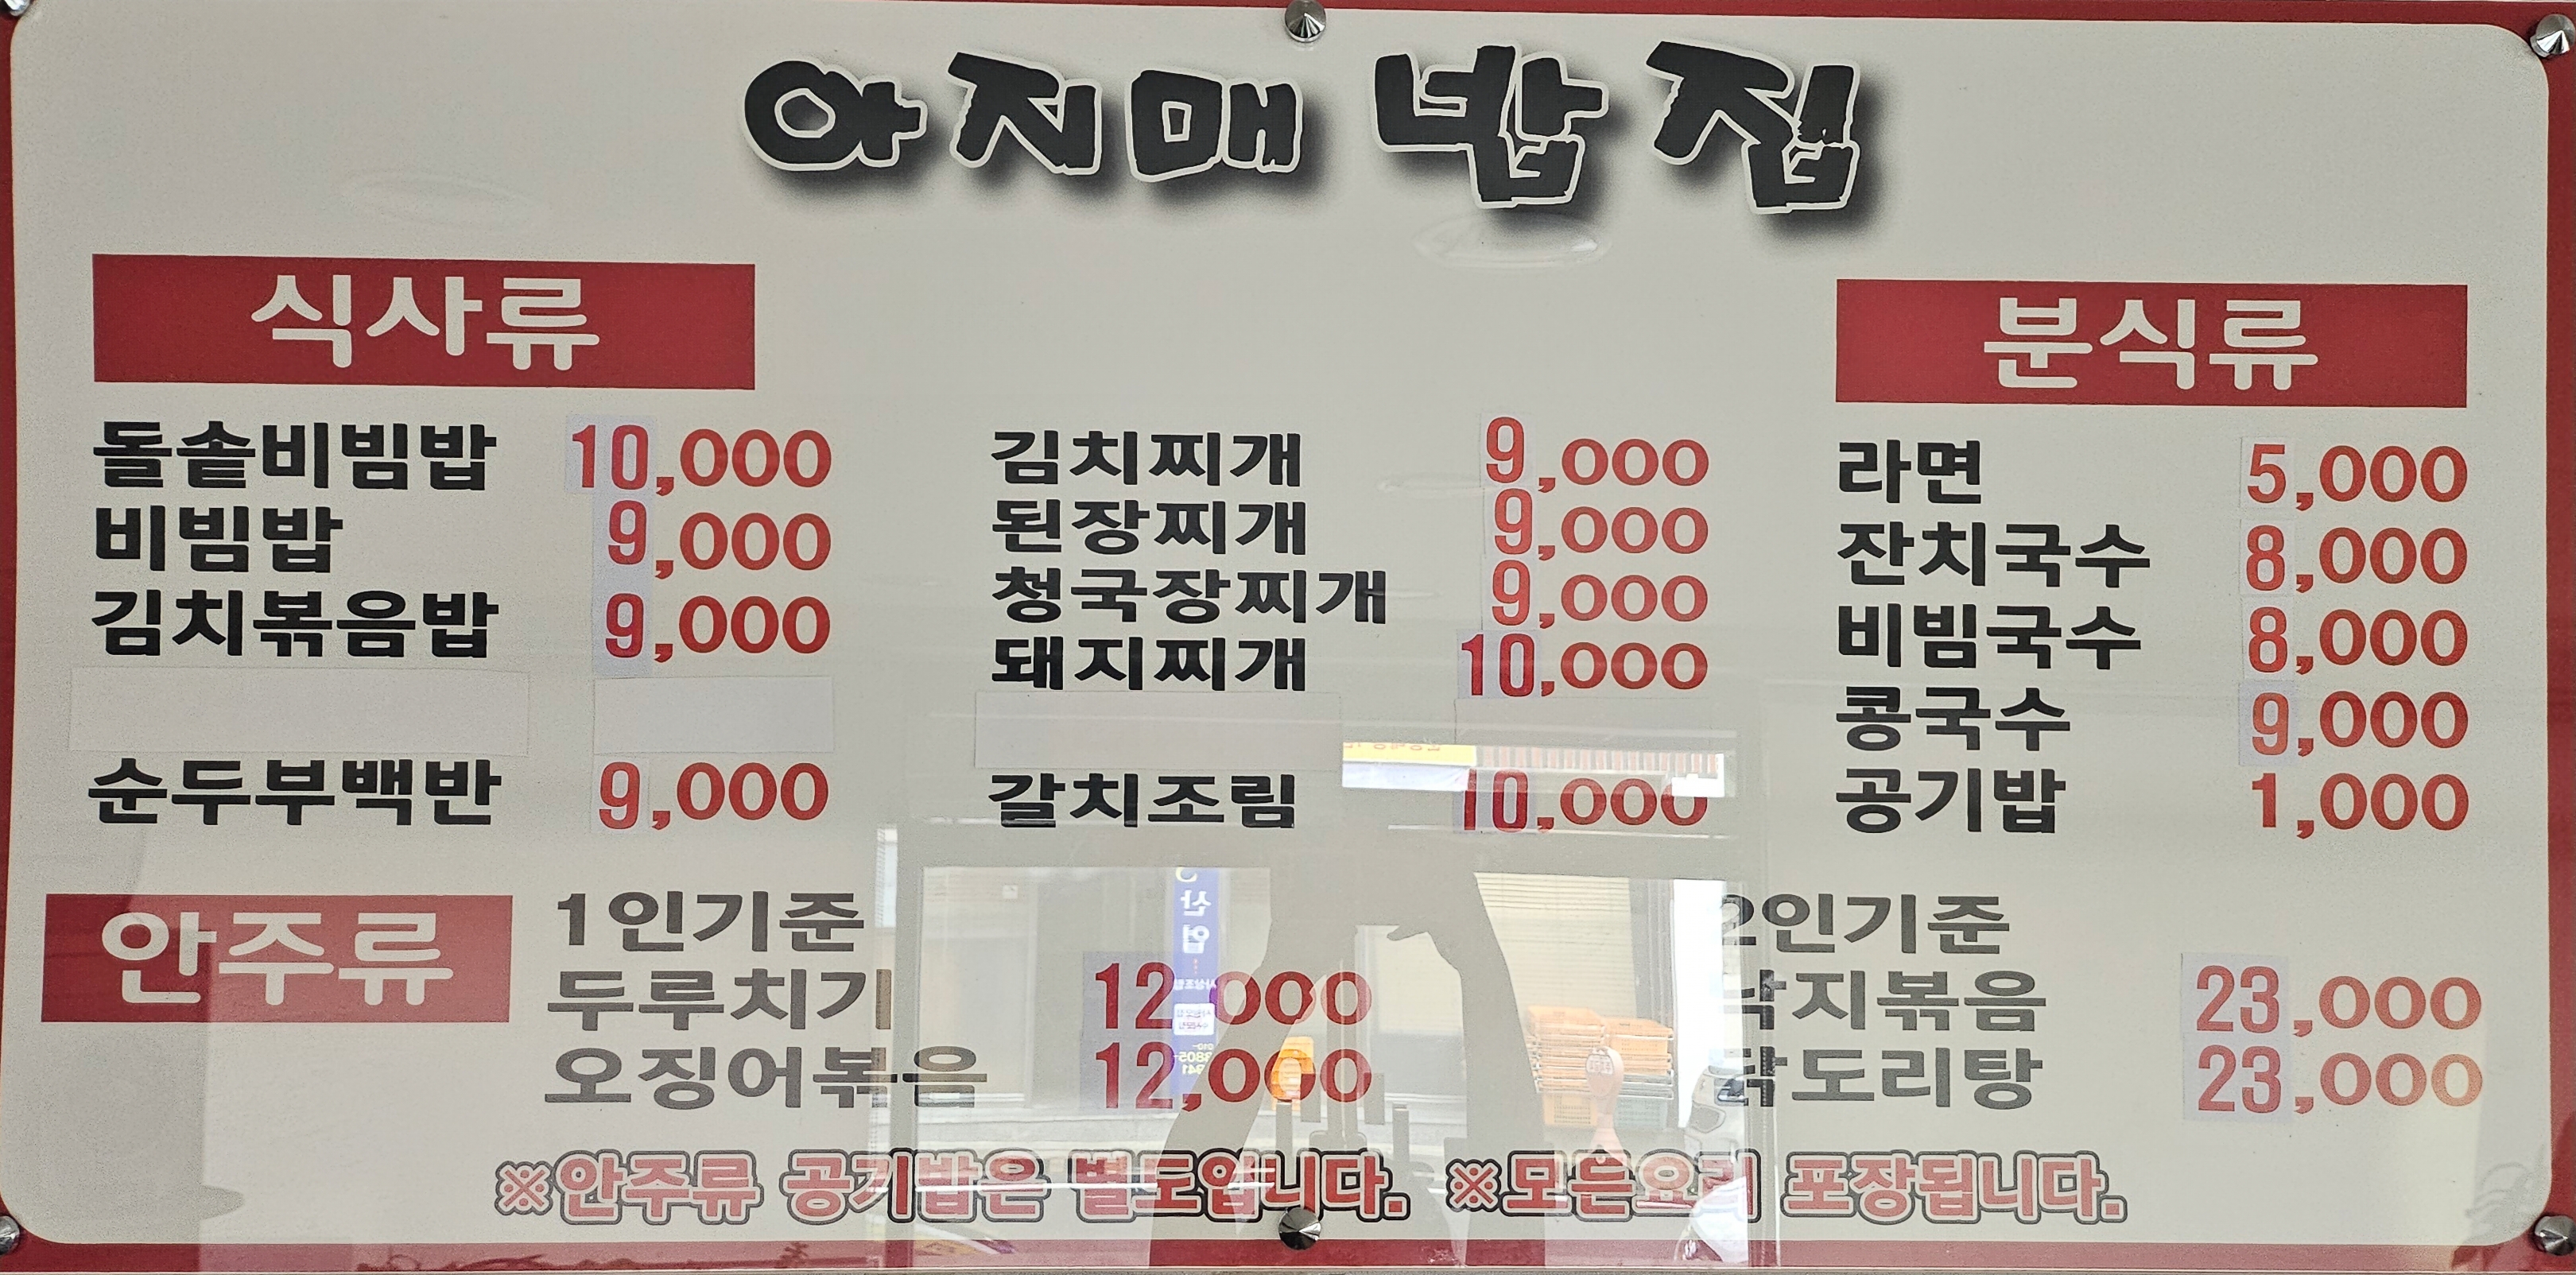 아지매 밥집
식사류
돌솥비빔밥 10,000
비빔밥 9,000
김치볶음밥 9,000
순두부백반 9,000
김치찌개 9,000
된장찌개 9,000
청국장찌개 9,000
돼지찌개 10,000
갈치조림 10,000
분식류
라면 5,000
잔치국수 8,000
비빔국수 8,000
콩국수 9,000
공기밥 1,000
안주류
1인기준
두루치기 12,000
오징어볶음 12,000
2인기준
낙지볶음 23,000
닭도리탕 23,000
※안주류 공기밥은 별도입니다. ※모든요리 포장됩니다.